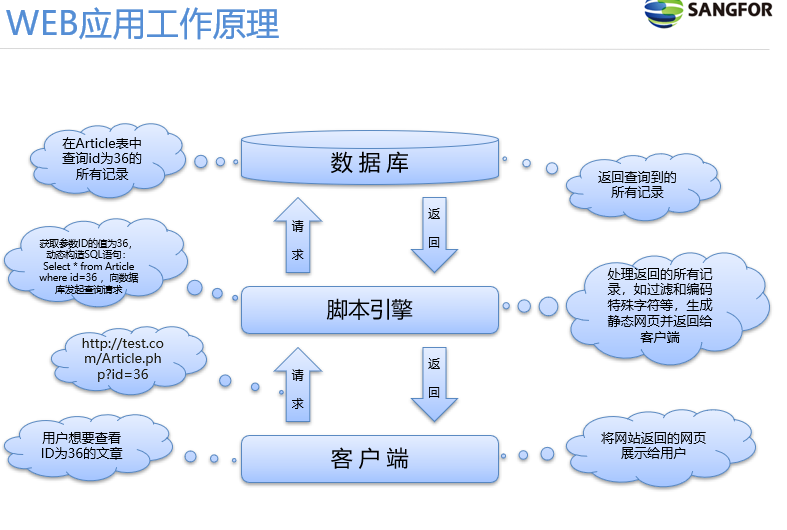 WEB应用工作原理
SANGFOR
在Article表中
查询id为36的
所有记录
数据库
返回查询到的
所有记录
请
求
返
回
获取参数ID的值为36,
动态构造SQL语句:
Select * from Article
where id=36 ，向数据
库发起查询请求
处理返回的所有记
录，如过滤和编码
特殊字符等，生成
静态网页并返回给
客户端
脚本引擎
http://test.co
m/Article.ph
p?id=36
请
求
返
回
用户想要查看
ID为36的文章
客户端
将网站返回的网页
展示给用户